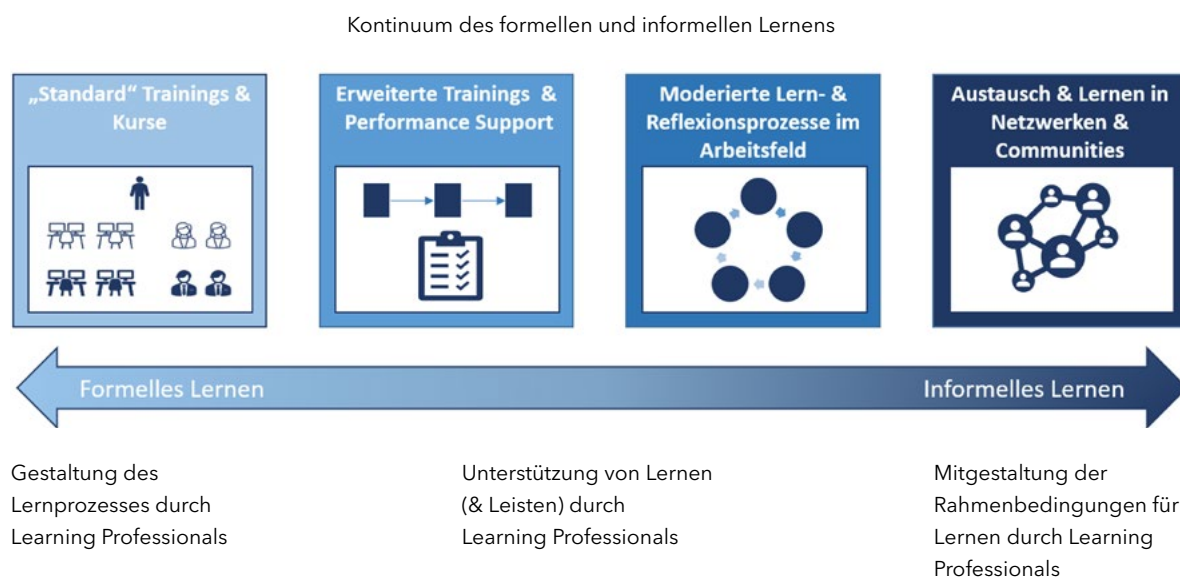 Kontinuum des formellen und informellen Lernens
„Standard“ Trainings &
Kurse
Erweiterte Trainings &
Performance Support
Moderierte Lern- &
Reflexionsprozesse im
Arbeitsfeld
Austausch & Lernen in
Netzwerken &
Communities
Formelles Lernen
Informelles Lernen
Gestaltung des
Lernprozesses durch
Learning Professionals
Unterstützung von Lernen
(& Leisten) durch
Learning Professionals
Mitgestaltung der
Rahmenbedingungen für
Lernen durch Learning
Professionals